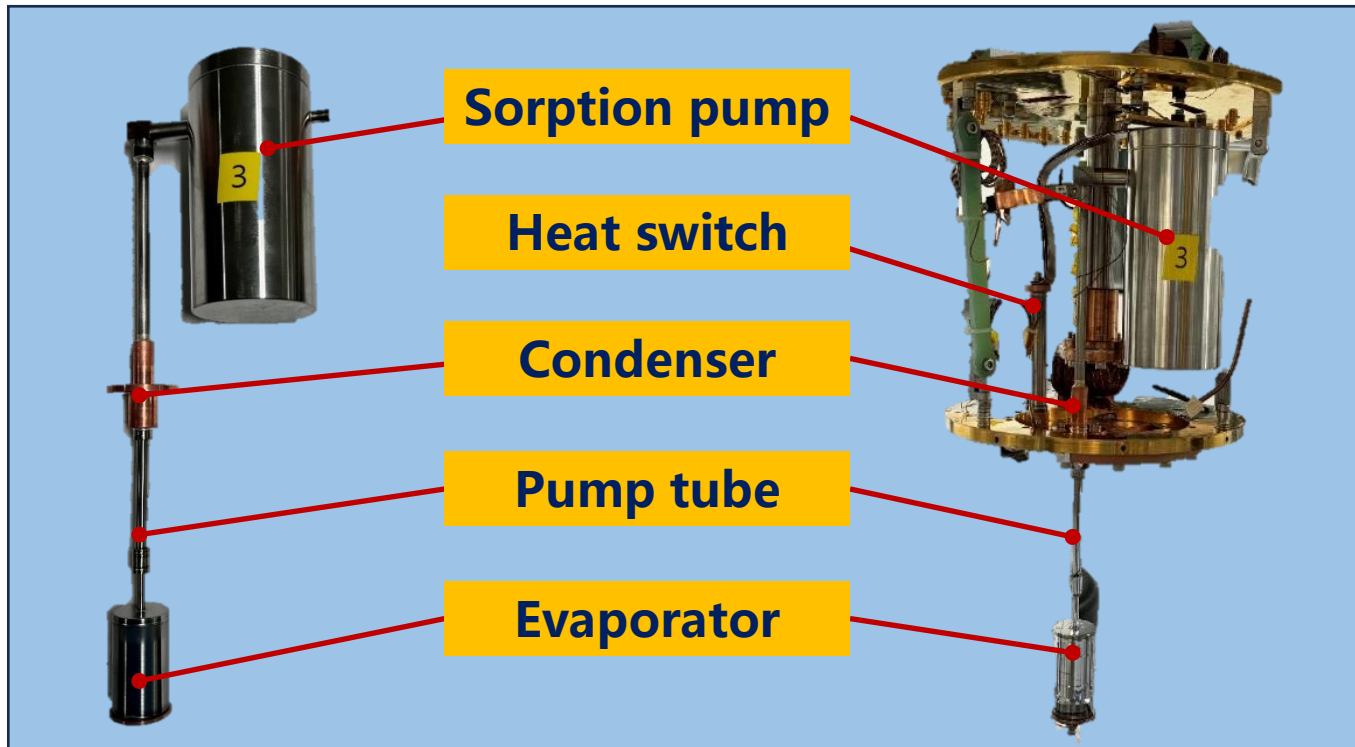 Sorption pump
3
Heat switch
3
Condenser
Pump tube
Evaporator